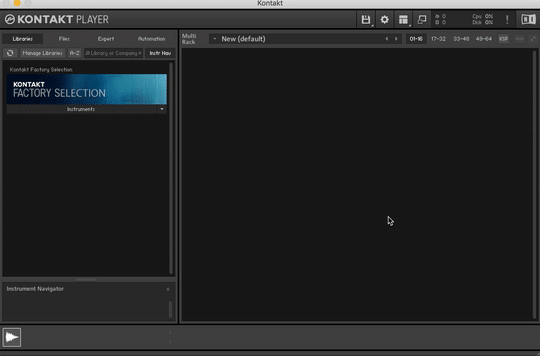 Kontakt
KONTAKT PLAYER
0
0
Cpu: 0%
Disk: 0%
!
Libraries Files Expert Automation
Multi Rack
New (default)
01-16 17-32 33-48 49-64 KSP
Manage Libraries A-Z Library or Company Instr Nav
Kontakt Factory Selection
KONTAKT
FACTORY SELECTION
Instruments
Instrument Navigator